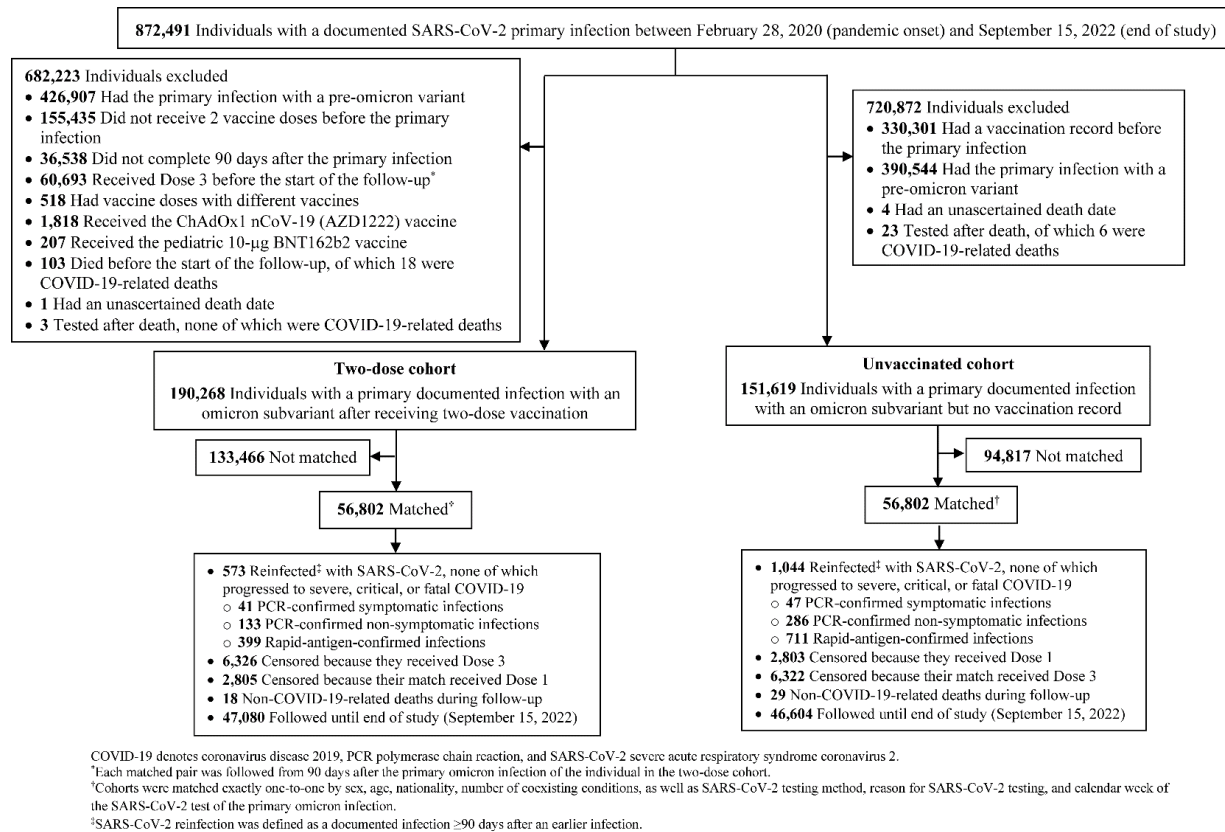 872,491 Individuals with a documented SARS-CoV-2 primary infection between February 28, 2020 (pandemic onset) and September 15, 2022 (end of study)
682,223 Individuals excluded
• 426,907 Had the primary infection with a pre-omicron variant
• 155,435 Did not receive 2 vaccine doses before the primary
infection
• 36,538 Did not complete 90 days after the primary infection
• 60,693 Received Dose 3 before the start of the follow-up*
• 518 Had vaccine doses with different vaccines
• 1,818 Received the ChAdOx1 nCoV-19 (AZD1222) vaccine
• 207 Received the pediatric 10-μg BNT162b2 vaccine
• 103 Died before the start of the follow-up, of which 18 were
COVID-19-related deaths
• 1 Had an unascertained death date
• 3 Tested after death, none of which were COVID-19-related deaths
720,872 Individuals excluded
• 330,301 Had a vaccination record before
the primary infection
• 390,544 Had the primary infection with a
pre-omicron variant
• 4 Had an unascertained death date
• 23 Tested after death, of which 6 were
COVID-19-related deaths
Two-dose cohort
190,268 Individuals with a primary documented infection with an
omicron subvariant after receiving two-dose vaccination
Unvaccinated cohort
151,619 Individuals with a primary documented infection
with an omicron subvariant but no vaccination record
133,466 Not matched
94,817 Not matched
56,802 Matched†
56,802 Matched†
• 573 Reinfected‡ with SARS-CoV-2, none of which
progressed to severe, critical, or fatal COVID-19
○ 41 PCR-confirmed symptomatic infections
○ 133 PCR-confirmed non-symptomatic infections
○ 399 Rapid-antigen-confirmed infections
• 6,326 Censored because they received Dose 3
• 2,805 Censored because their match received Dose 1
• 18 Non-COVID-19-related deaths during follow-up
• 47,080 Followed until end of study (September 15, 2022)
• 1,044 Reinfected‡ with SARS-CoV-2, none of which
progressed to severe, critical, or fatal COVID-19
○ 47 PCR-confirmed symptomatic infections
○ 286 PCR-confirmed non-symptomatic infections
○ 711 Rapid-antigen-confirmed infections
• 2,803 Censored because they received Dose 1
• 6,322 Censored because their match received Dose 3
• 29 Non-COVID-19-related deaths during follow-up
• 46,604 Followed until end of study (September 15, 2022)
COVID-19 denotes coronavirus disease 2019, PCR polymerase chain reaction, and SARS-CoV-2 severe acute respiratory syndrome coronavirus 2.
*Each matched pair was followed from 90 days after the primary omicron infection of the individual in the two-dose cohort.
†Cohorts were matched exactly one-to-one by sex, age, nationality, number of coexisting conditions, as well as SARS-CoV-2 testing method, reason for SARS-CoV-2 testing, and calendar week of
the SARS-CoV-2 test of the primary omicron infection.
‡SARS-CoV-2 reinfection was defined as a documented infection ≥90 days after an earlier infection.